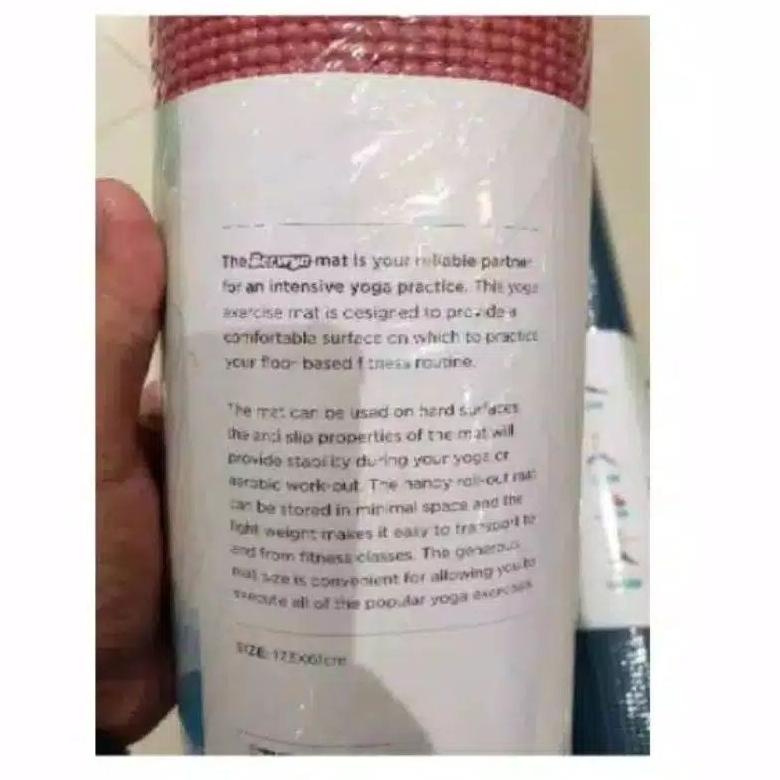 The Berwyn mat is your reliable partner
for an intensive yoga practice. This yoga
exercise mat is designed to provide a
comfortable surface on which to practice
your floor based fitness routine.
The mat can be used on hard surfaces
the anti slip properties of the mat will
provide stability during your yoga or
aerobic work-out. The handy roll-out mat
can be stored in minimal space and the
light weight makes it easy to transport to
and from fitness classes. The generous
mat size is convenient for allowing you to
execute all of the popular yoga exercises
SIZE: